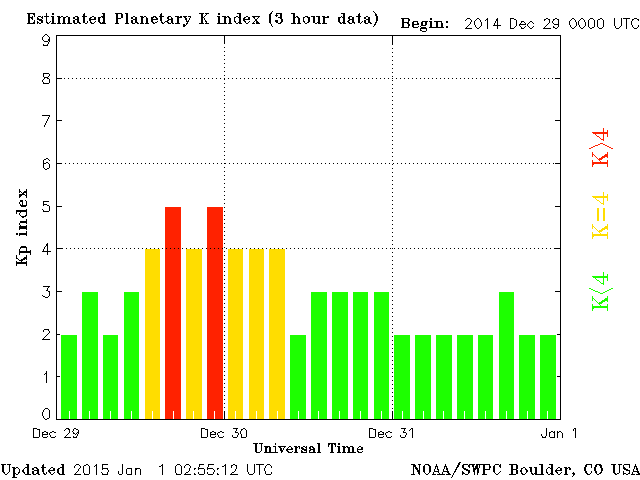 Estimated Planetary K index (3 hour data) Begin: 2014 Dec 29 0000 UTC
9
8
7
6
5
4
3
2
1
0
Kp index
K>4
K=4
K<4
Dec 29 Dec 30 Dec 31 Jan 1
Universal Time
Updated 2015 Jan 1 02:55:12 UTC NOAA/SWPC Boulder, CO USA